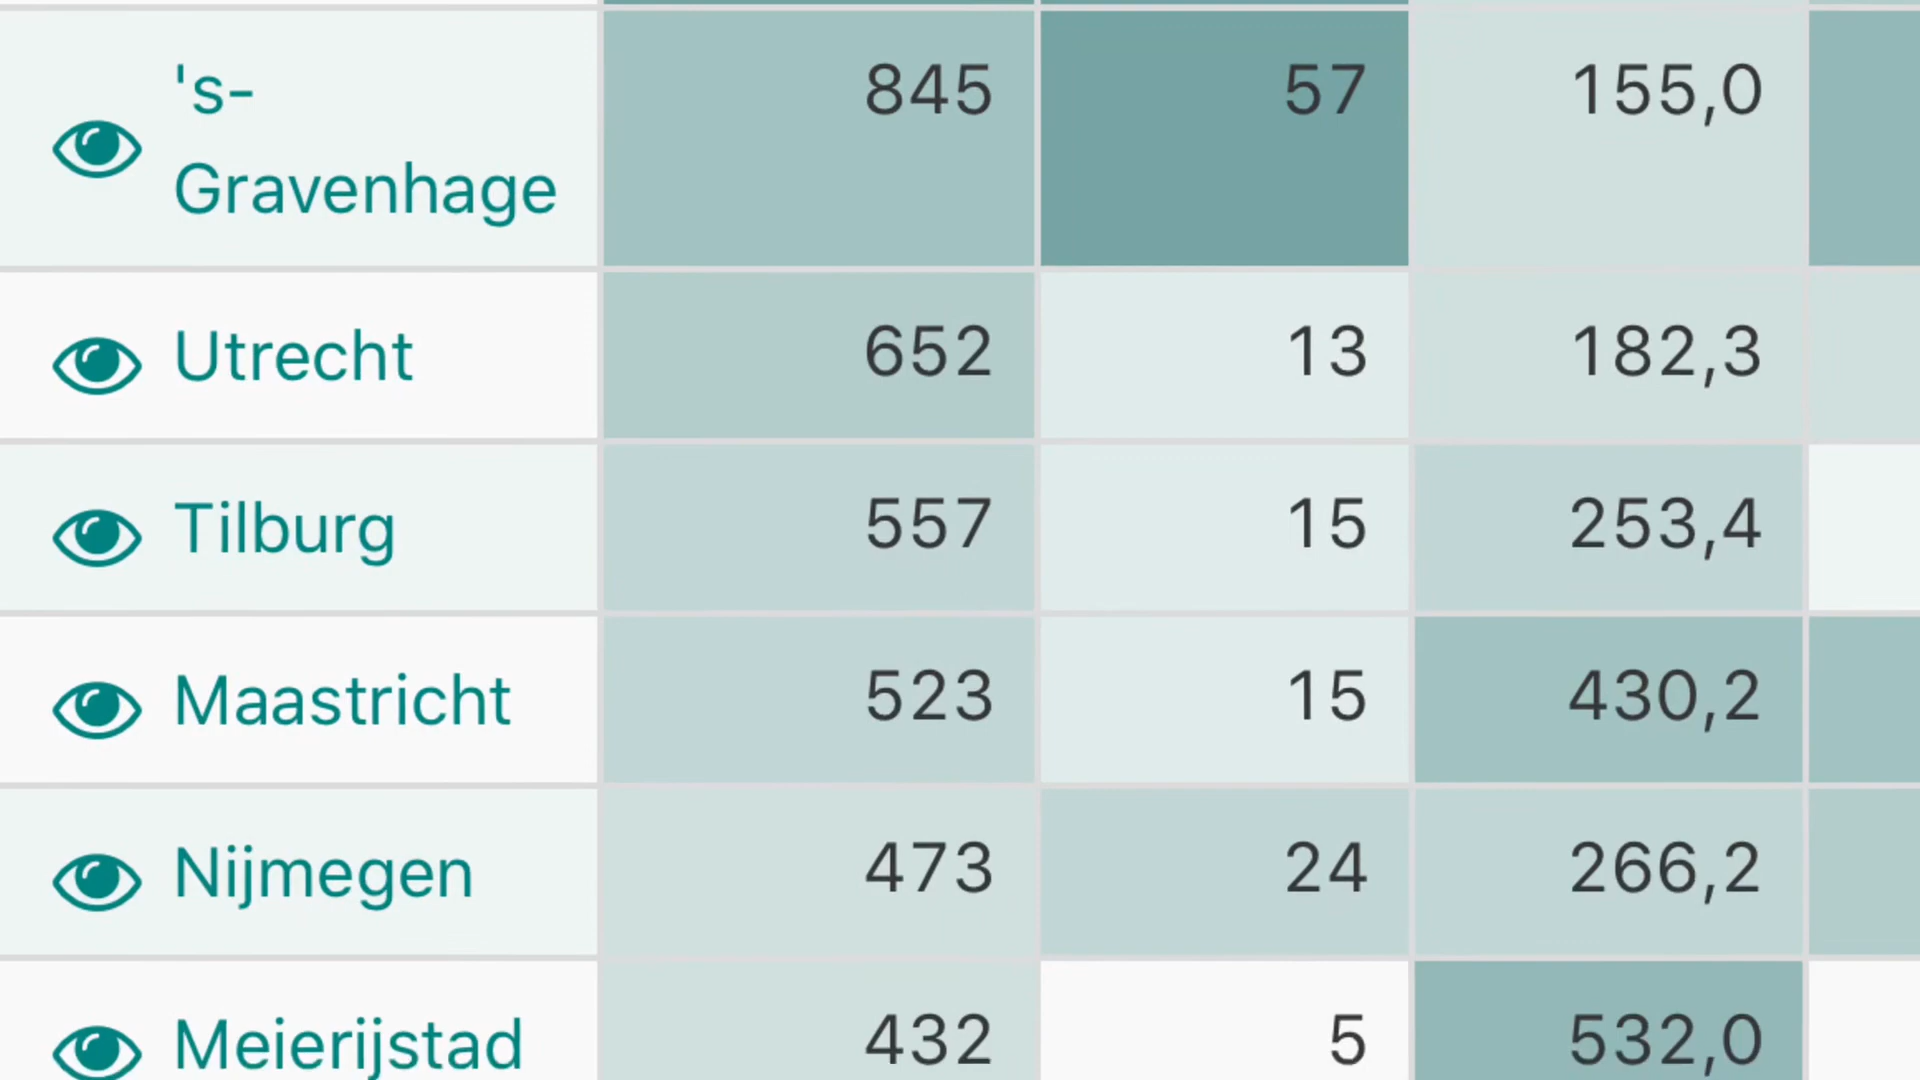 's-
Gravenhage 845 57 155,0
Utrecht 652 13 182,3
Tilburg 557 15 253,4
Maastricht 523 15 430,2
Nijmegen 473 24 266,2
Meierijstad 432 5 532,0